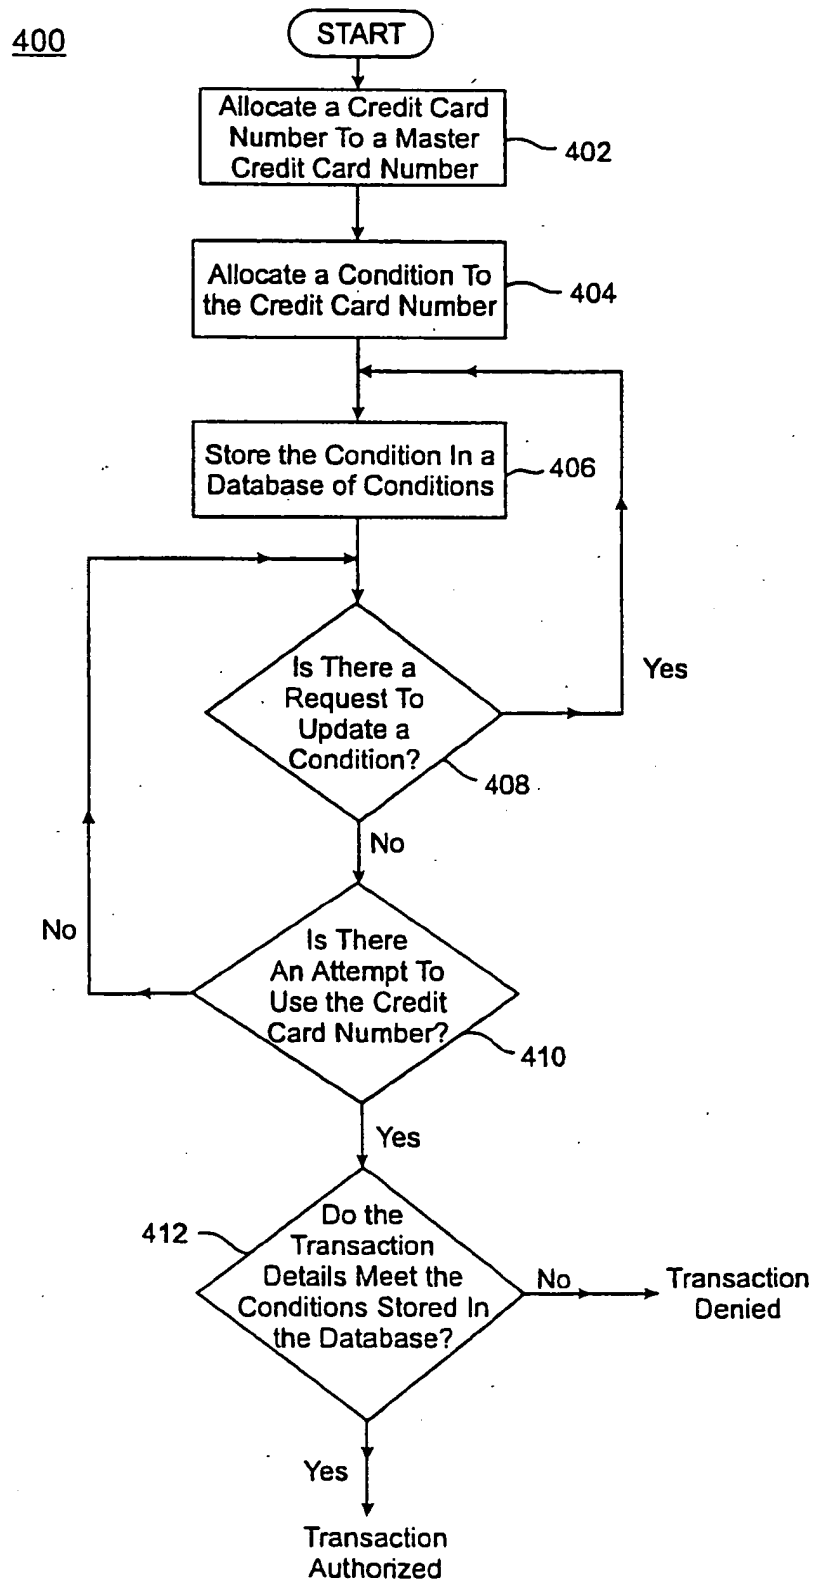 400
START
Allocate a Credit Card
Number To a Master
Credit Card Number
402
Allocate a Condition To
the Credit Card Number
404
Store the Condition In a
Database of Conditions
406
Is There a
Request To
Update a
Condition?
Yes
408
No
Is There
An Attempt To
Use the Credit
Card Number?
No
410
Yes
412
Do the
Transaction
Details Meet the
Conditions Stored In
the Database?
No
Transaction
Denied
Yes
Transaction
Authorized